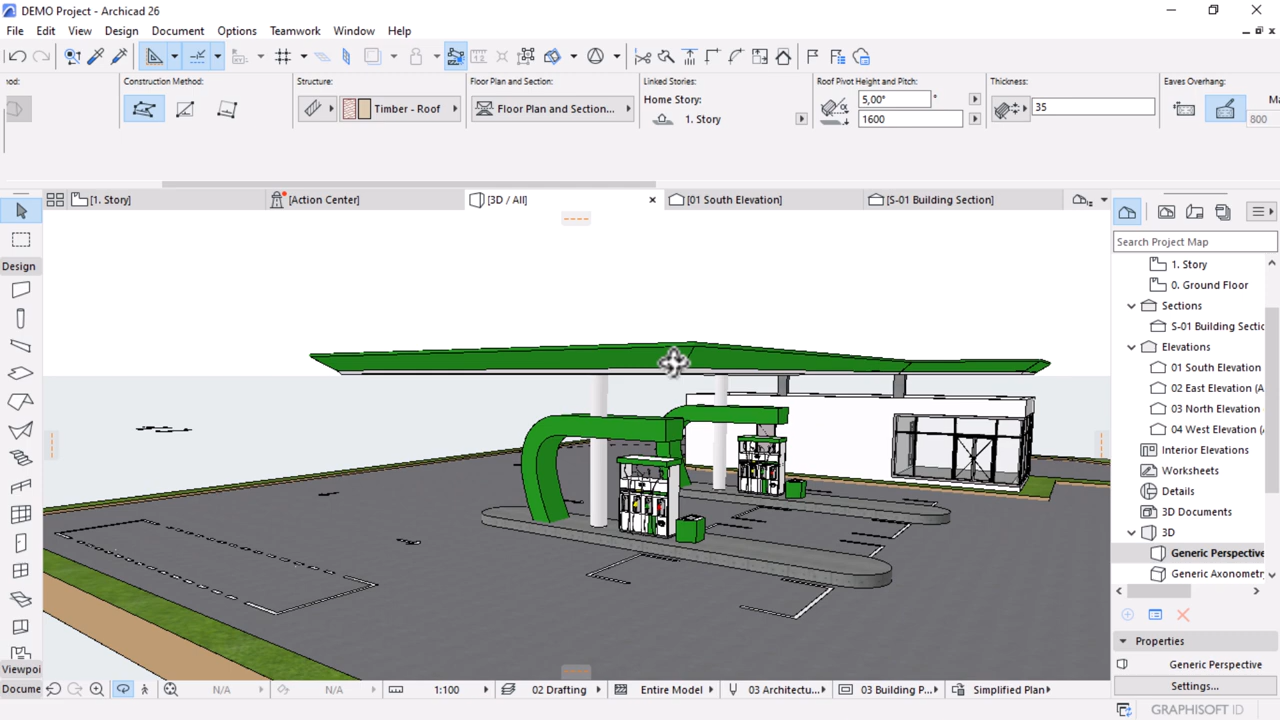 DEMO Project - Archicad 26
File Edit View Design Document Options Teamwork Window Help
od: Construction Method: Structure: Floor Plan and Section: Linked Stories: Roof Pivot Height and Pitch: Thickness: Eaves Overhang: Ma
Timber - Roof Floor Plan and Section... Home Story: 5,00° ° 35
1. Story 1600 800
[1. Story] [Action Center] [3D / All] [01 South Elevation] [S-01 Building Section]
Design
Search Project Map
1. Story
0. Ground Floor
Sections
S-01 Building Sectio
Elevations
01 South Elevation
02 East Elevation (A
03 North Elevation
04 West Elevation (A
Interior Elevations
Worksheets
Details
3D Documents
3D
Generic Perspective
Generic Axonometr
Properties
Generic Perspective
Settings...
Viewpoi
Docume N/A N/A 1:100 02 Drafting Entire Model 03 Architectu... 03 Building P... Simplified Plan
GRAPHISOFT ID